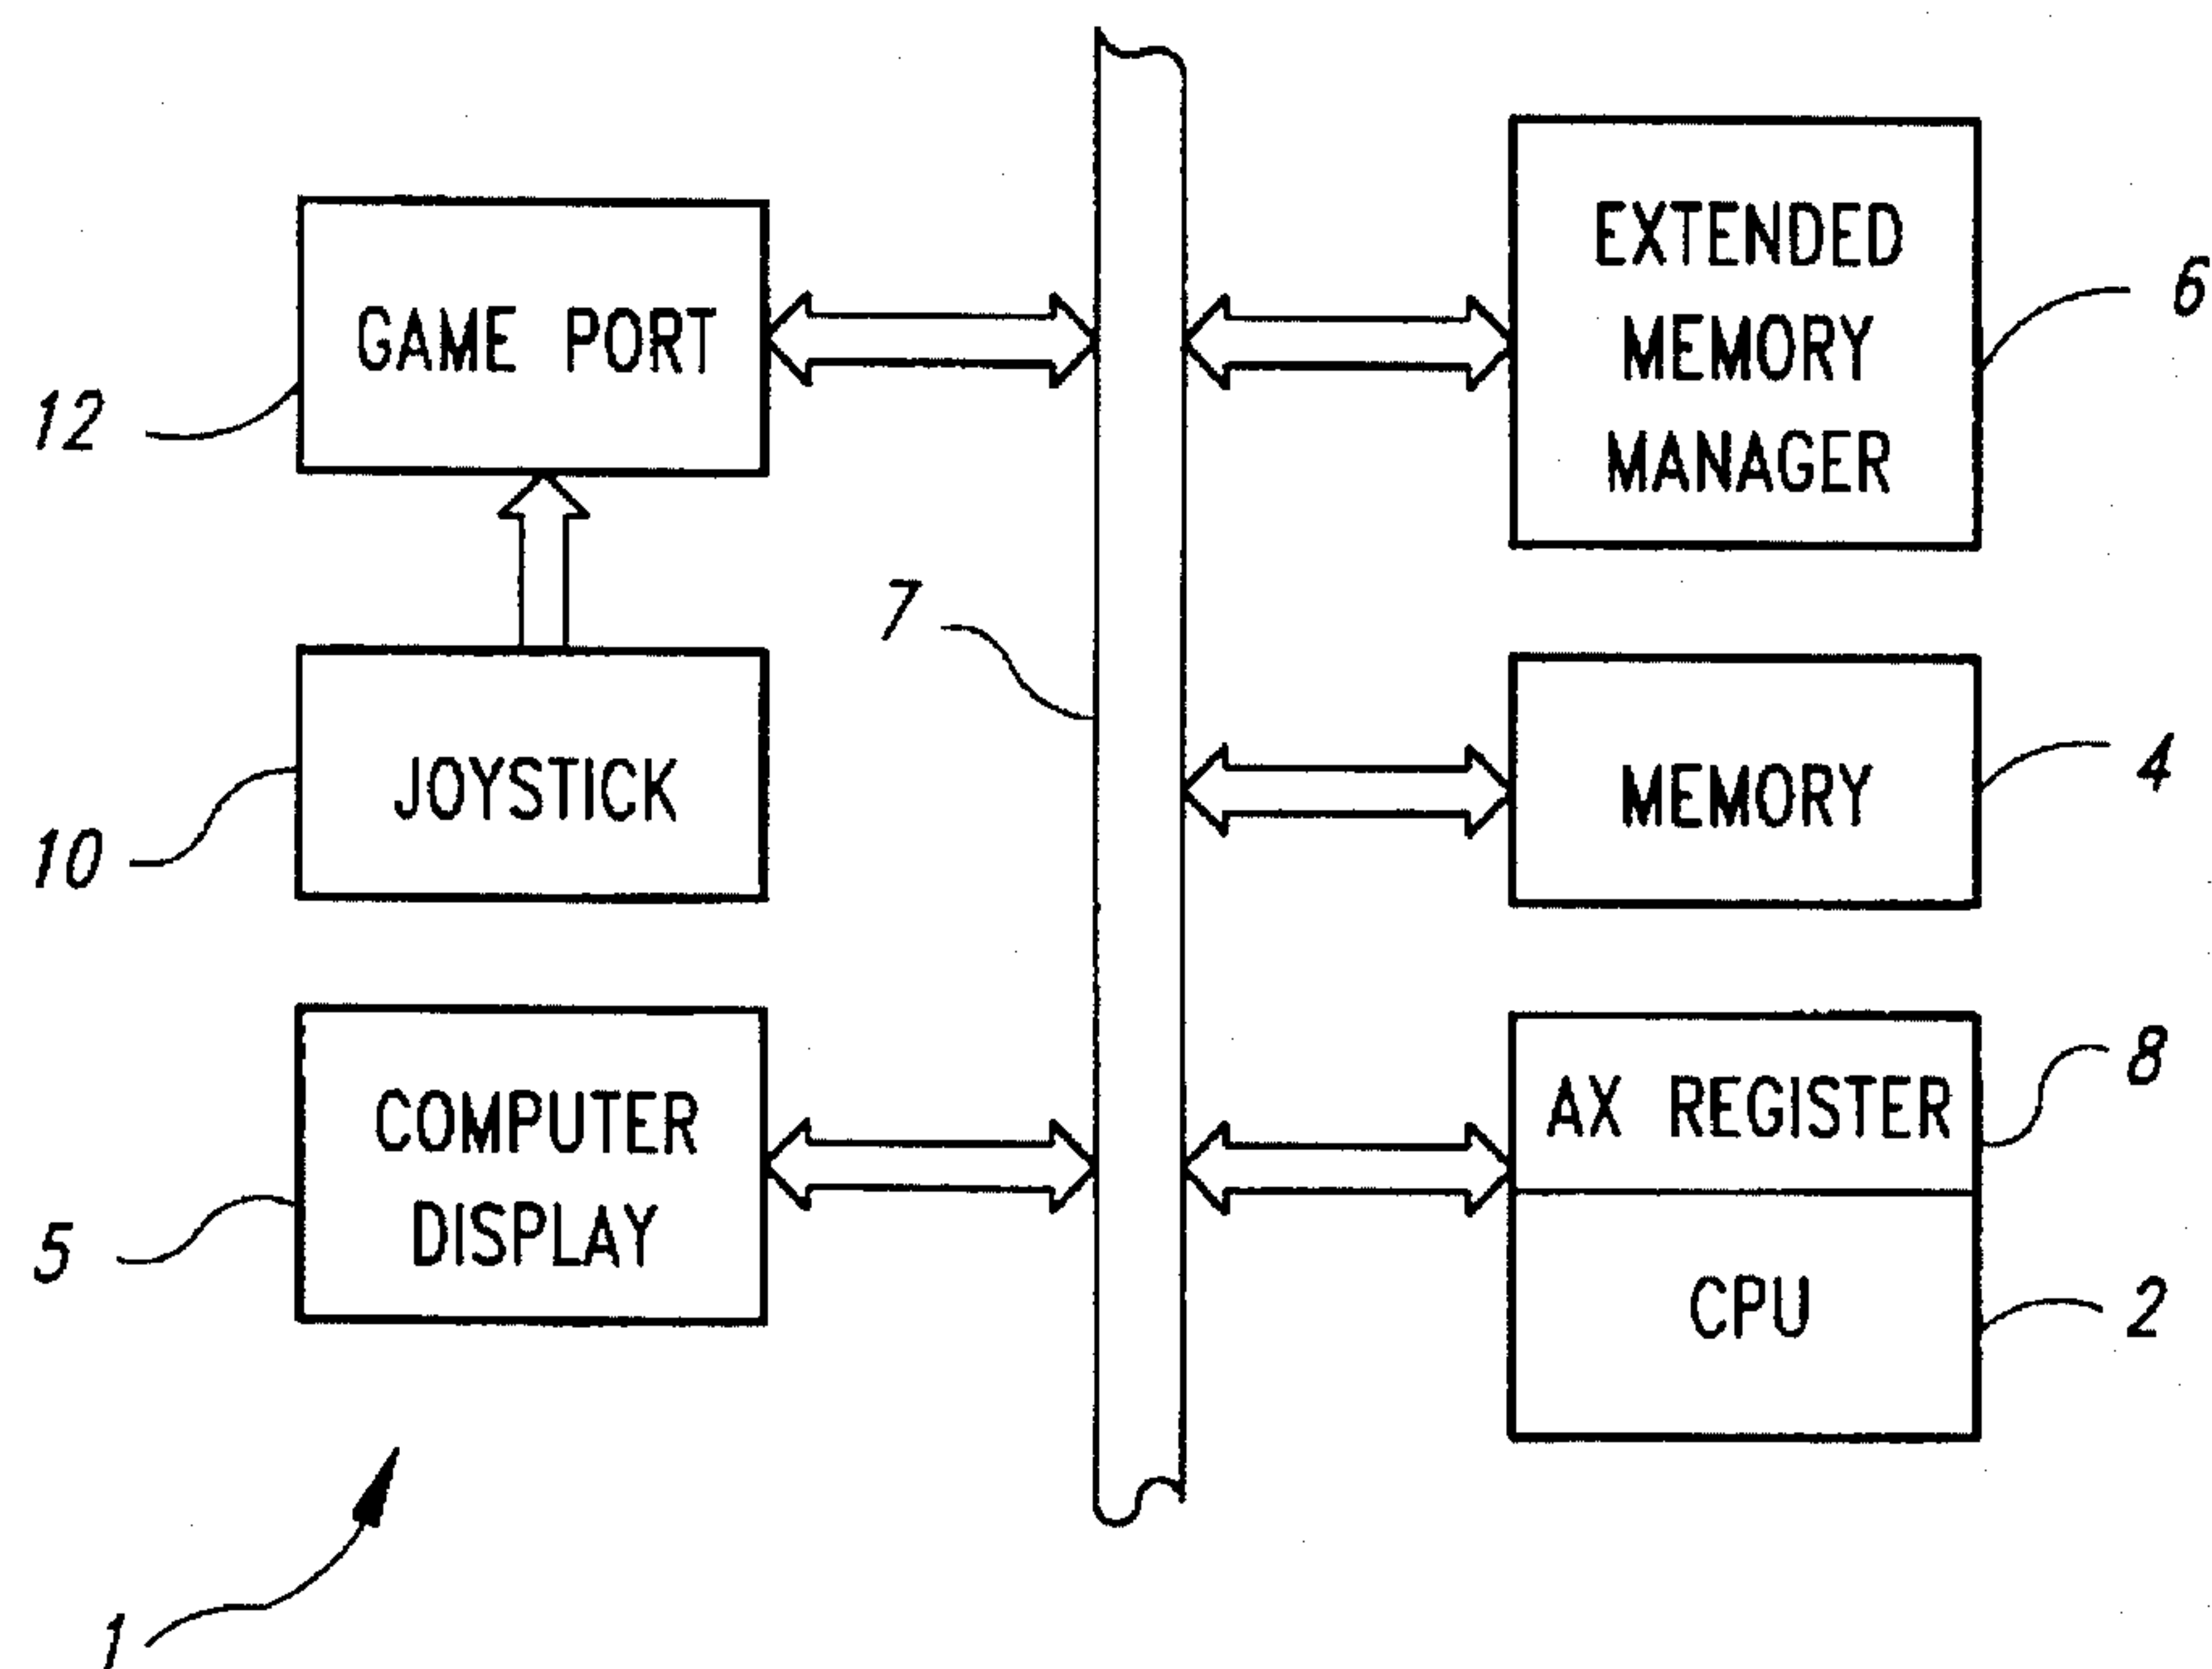 GAME PORT
12
JOYSTICK
10
COMPUTER
DISPLAY
5
1
7
EXTENDED
MEMORY
MANAGER
6
MEMORY
4
AX REGISTER
8
CPU
2